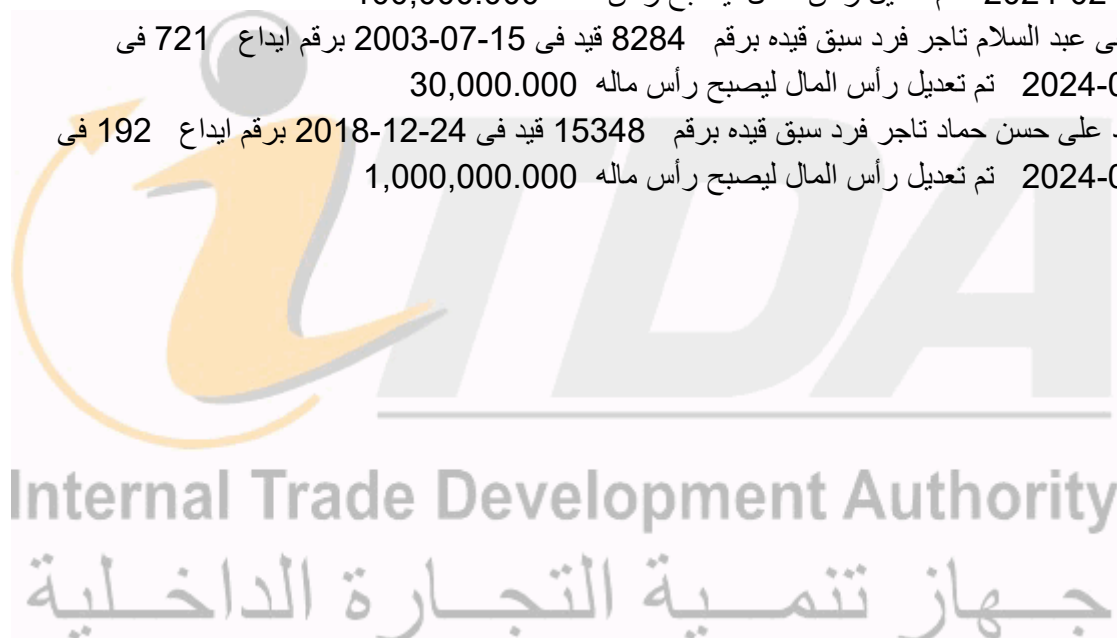 ى عبد السلام تاجر فرد سبق قيده برقم 8284 قيد فى 15-07-2003 برقم ايداع 721 فى
2024-0 تم تعديل رأس المال ليصبح رأس ماله 30,000.000
د على حسن حماد تاجر فرد سبق قيده برقم 15348 قيد فى 24-12-2018 برقم ايداع 192 فى
2024-0 تم تعديل رأس المال ليصبح رأس ماله 1,000,000.000
iTDA
Internal Trade Development Authority
جهاز تنمية التجارة الداخلية